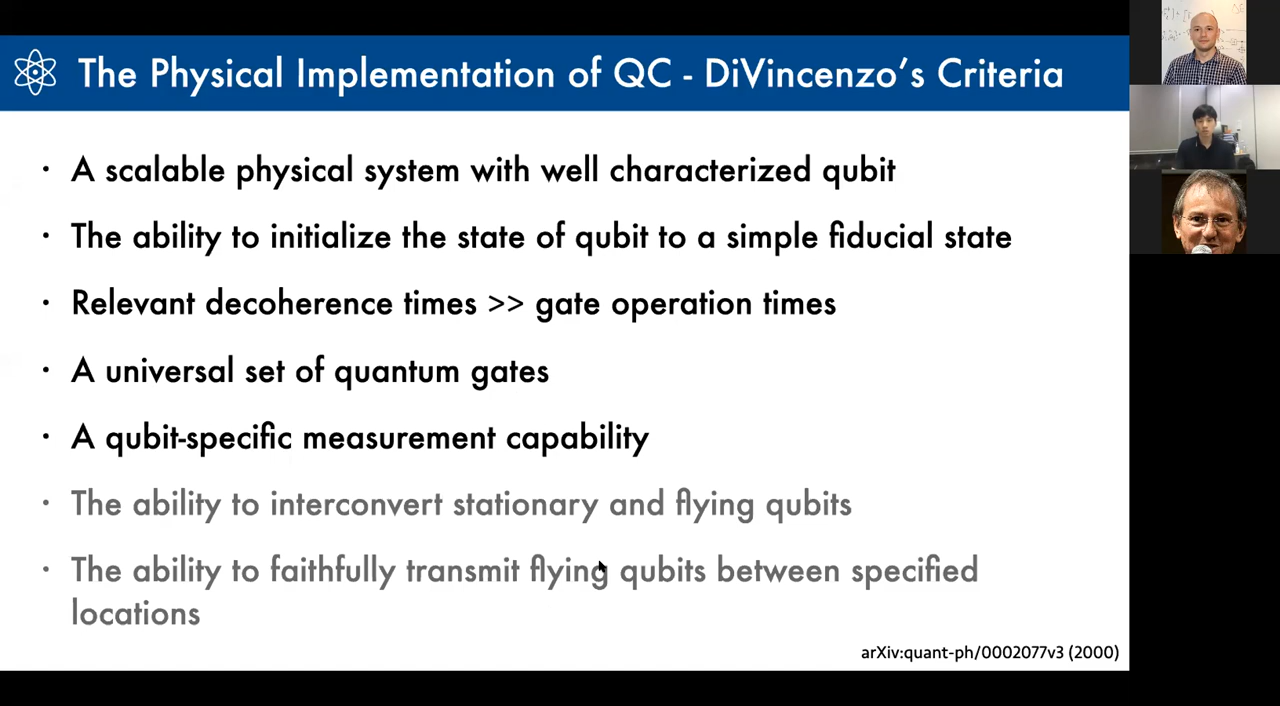 The Physical Implementation of QC - DiVincenzo's Criteria
· A scalable physical system with well characterized qubit
· The ability to initialize the state of qubit to a simple fiducial state
· Relevant decoherence times >> gate operation times
· A universal set of quantum gates
· A qubit-specific measurement capability
· The ability to interconvert stationary and flying qubits
· The ability to faithfully transmit flying qubits between specified
locations
arXiv:quant-ph/0002077v3 (2000)